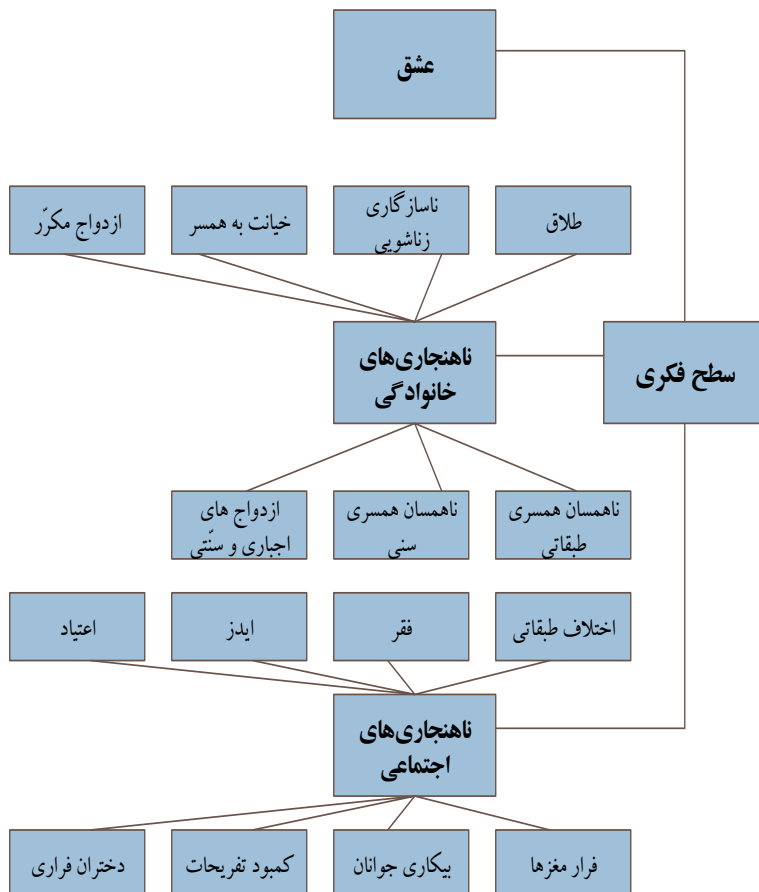 عشق
طلاق
ناسازگاری
زناشویی
خیانت به همسر
ازدواج مکرّر
سطح فکری
ناهنجاری‌های
خانوادگی
ناهمسان همسری
طبقاتی
ناهمسان همسری
سنی
ازدواج های
اجباری و سنّتی
اختلاف طبقاتی
فقر
ایدز
اعتیاد
ناهنجاری‌های
اجتماعی
فرار مغزها
بیکاری جوانان
کمبود تفریحات
دختران فراری